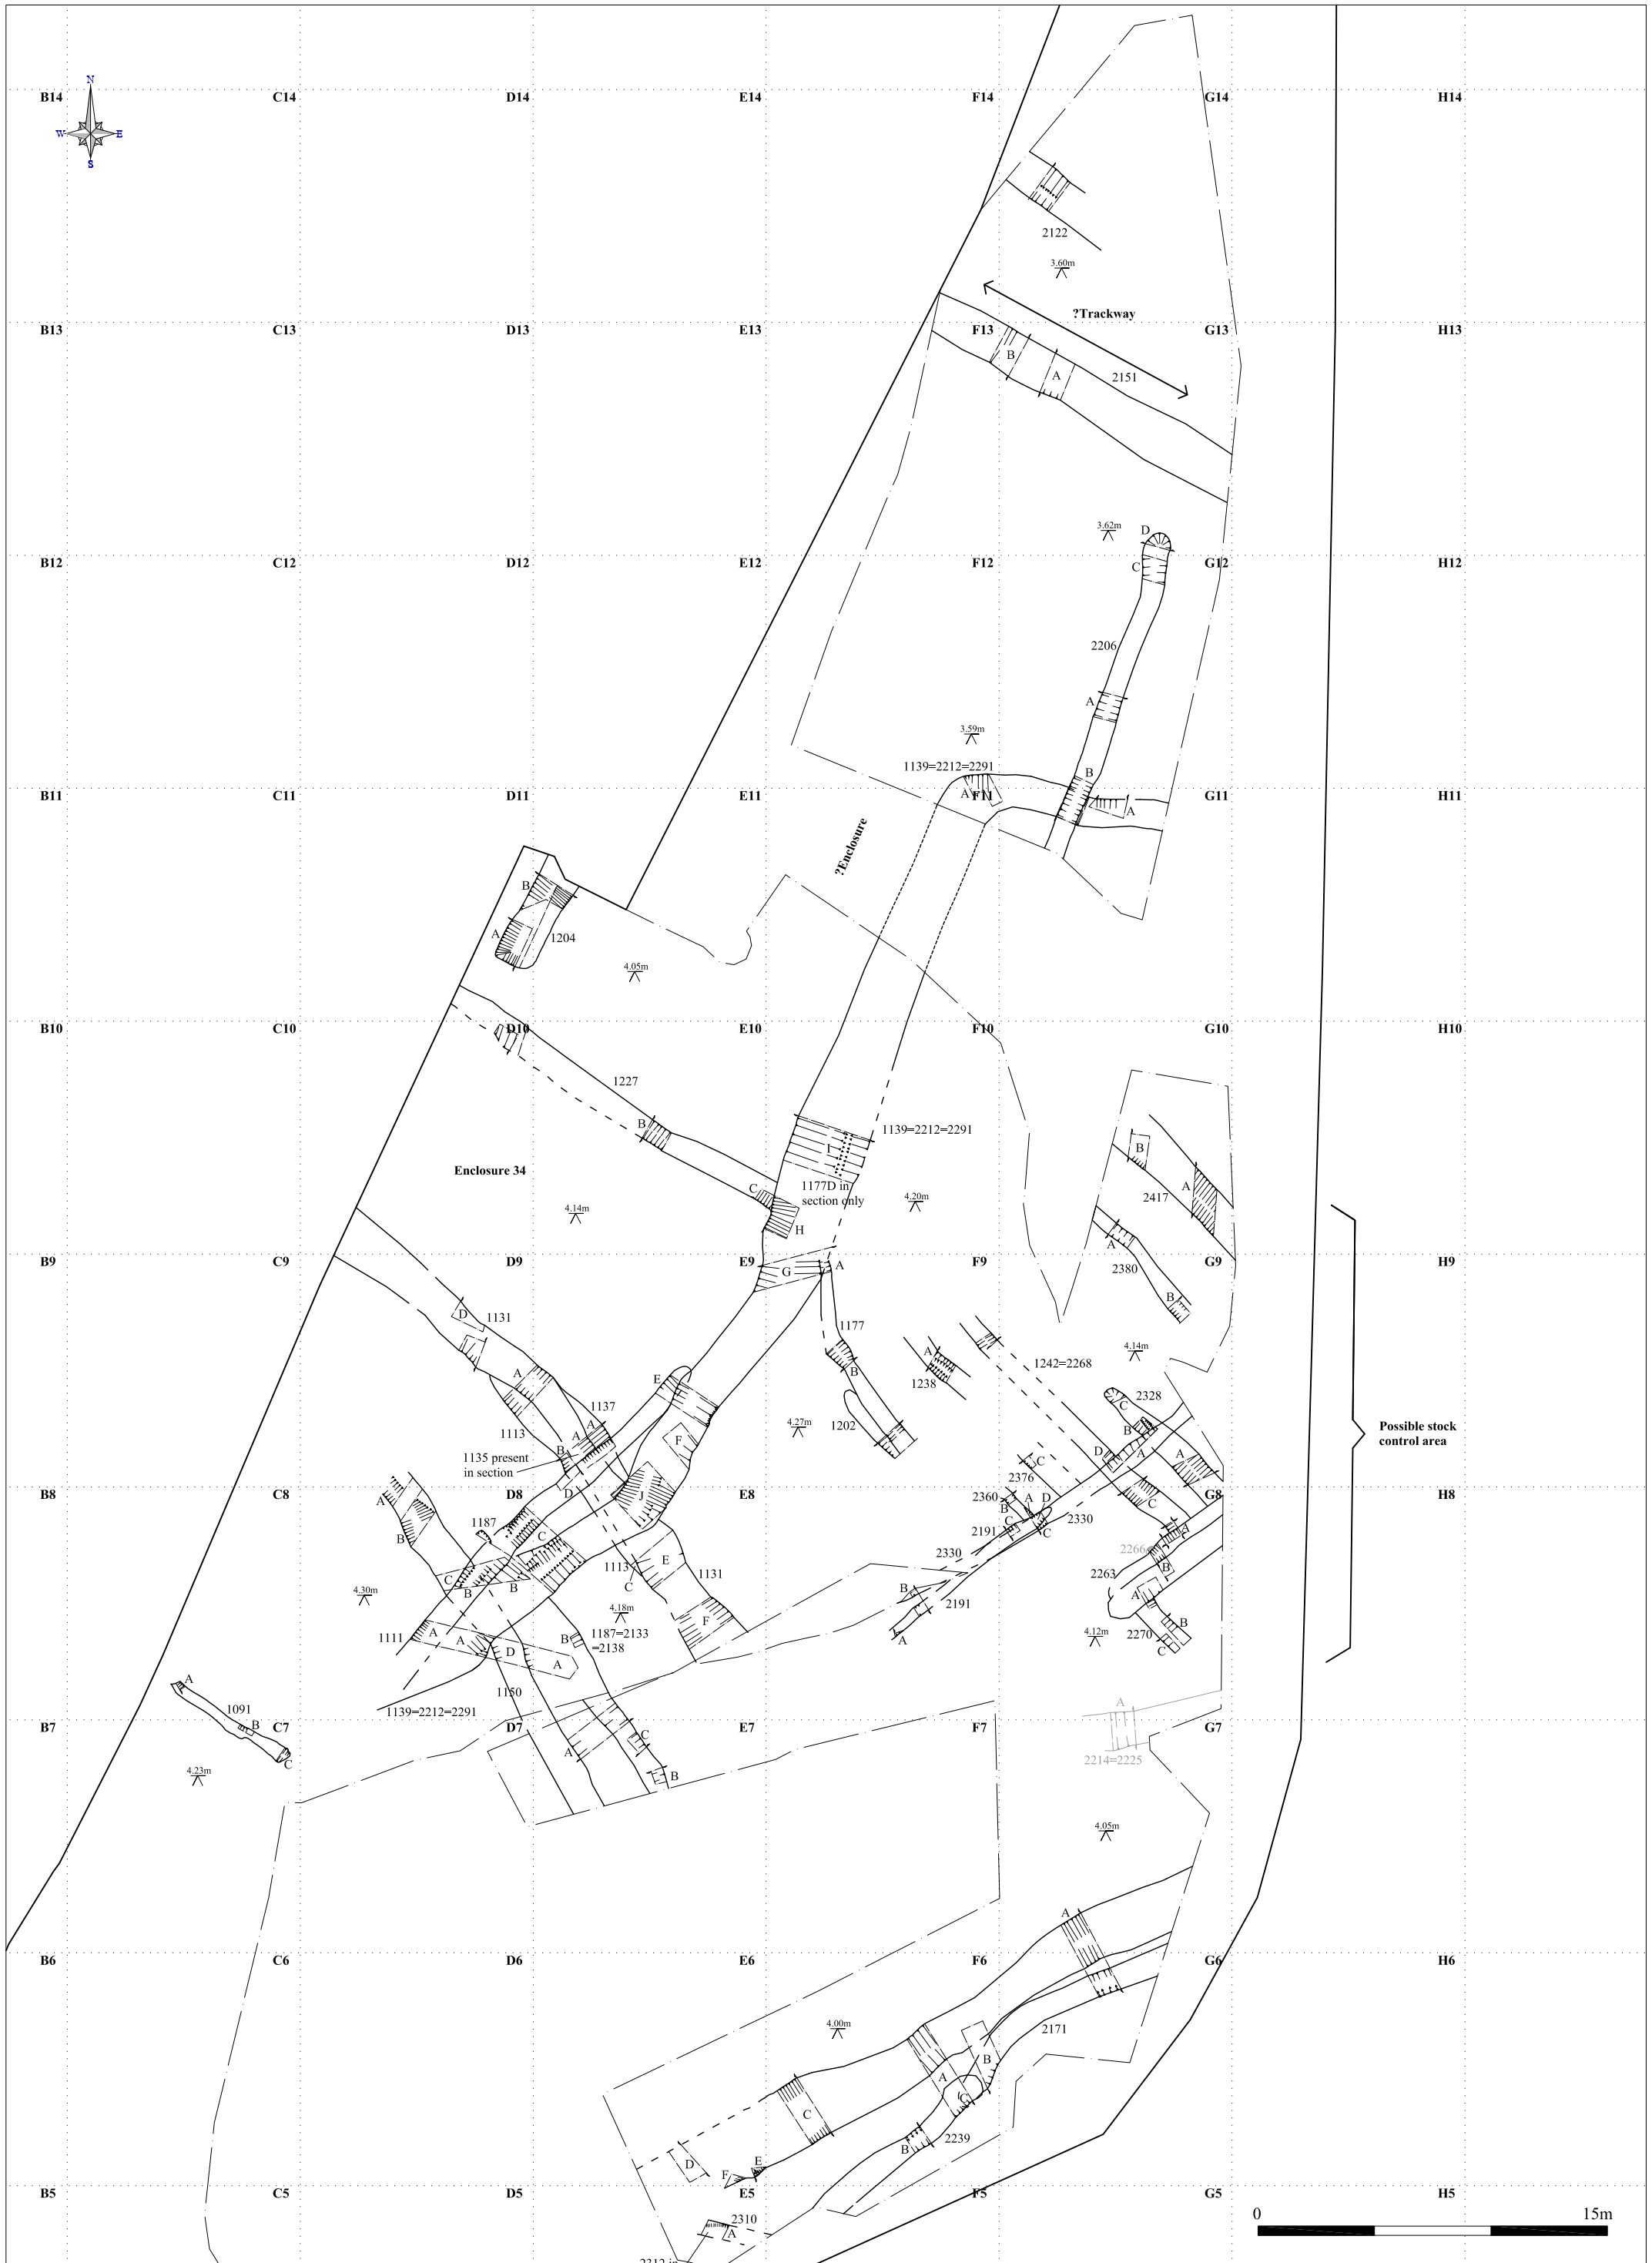 N
W E
S
B14 C14 D14 E14 F14 G14 H14
2122
3.60m
?Trackway
B13 C13 D13 E13 F13 G13 H13
B
A
2151
3.62m
D
B12 C12 D12 E12 F12 G12 H12
C
2206
A
3.59m
1139=2212=2291
B
A
B11 C11 D11 E11 F11 G11 H11
A
?Enclosure
B
A
1204
4.05m
B10 C10 D10 E10 F10 G10 H10
1227
B
1139=2212=2291
I
B
Enclosure 34
1177D in
section only
C
A
2417
4.14m
4.20m
H
A
2380
B9 C9 D9 E9 F9 G9 H9
G
A
B
D
1131
1177
4.14m
A
1242=2268
A
B
1238
E
C
2328
1137
1202
4.27m
Possible stock
control area
A
A
1113
B
F
B
1135 present
in section
D
A
A
C
D
2376
B8 C8 D8 E8 F8 G8 H8
A
J
2360
A
D
C
B
1187
C
2330
C
2191
C
A
B
2330
2266
1113
E
1131
B
C
C
B
B
2263
4.30m
B
A
4.18m
F
2191
1187=2133
=2138
1111
A
A
B
A
4.12m
B
2270
C
D
A
A
1091
1150
A
1139=2212=2291
B
B7 C7 D7 E7 F7 G7 H7
C
A
C
2214=2225
4.23m
B
4.05m
A
B6 C6 D6 E6 F6 G6 H6
4.00m
2171
B
A
C
C
2239
B
D
E
F
B5 C5 D5 E5 F5 G5 H5
0 15m
2310
A